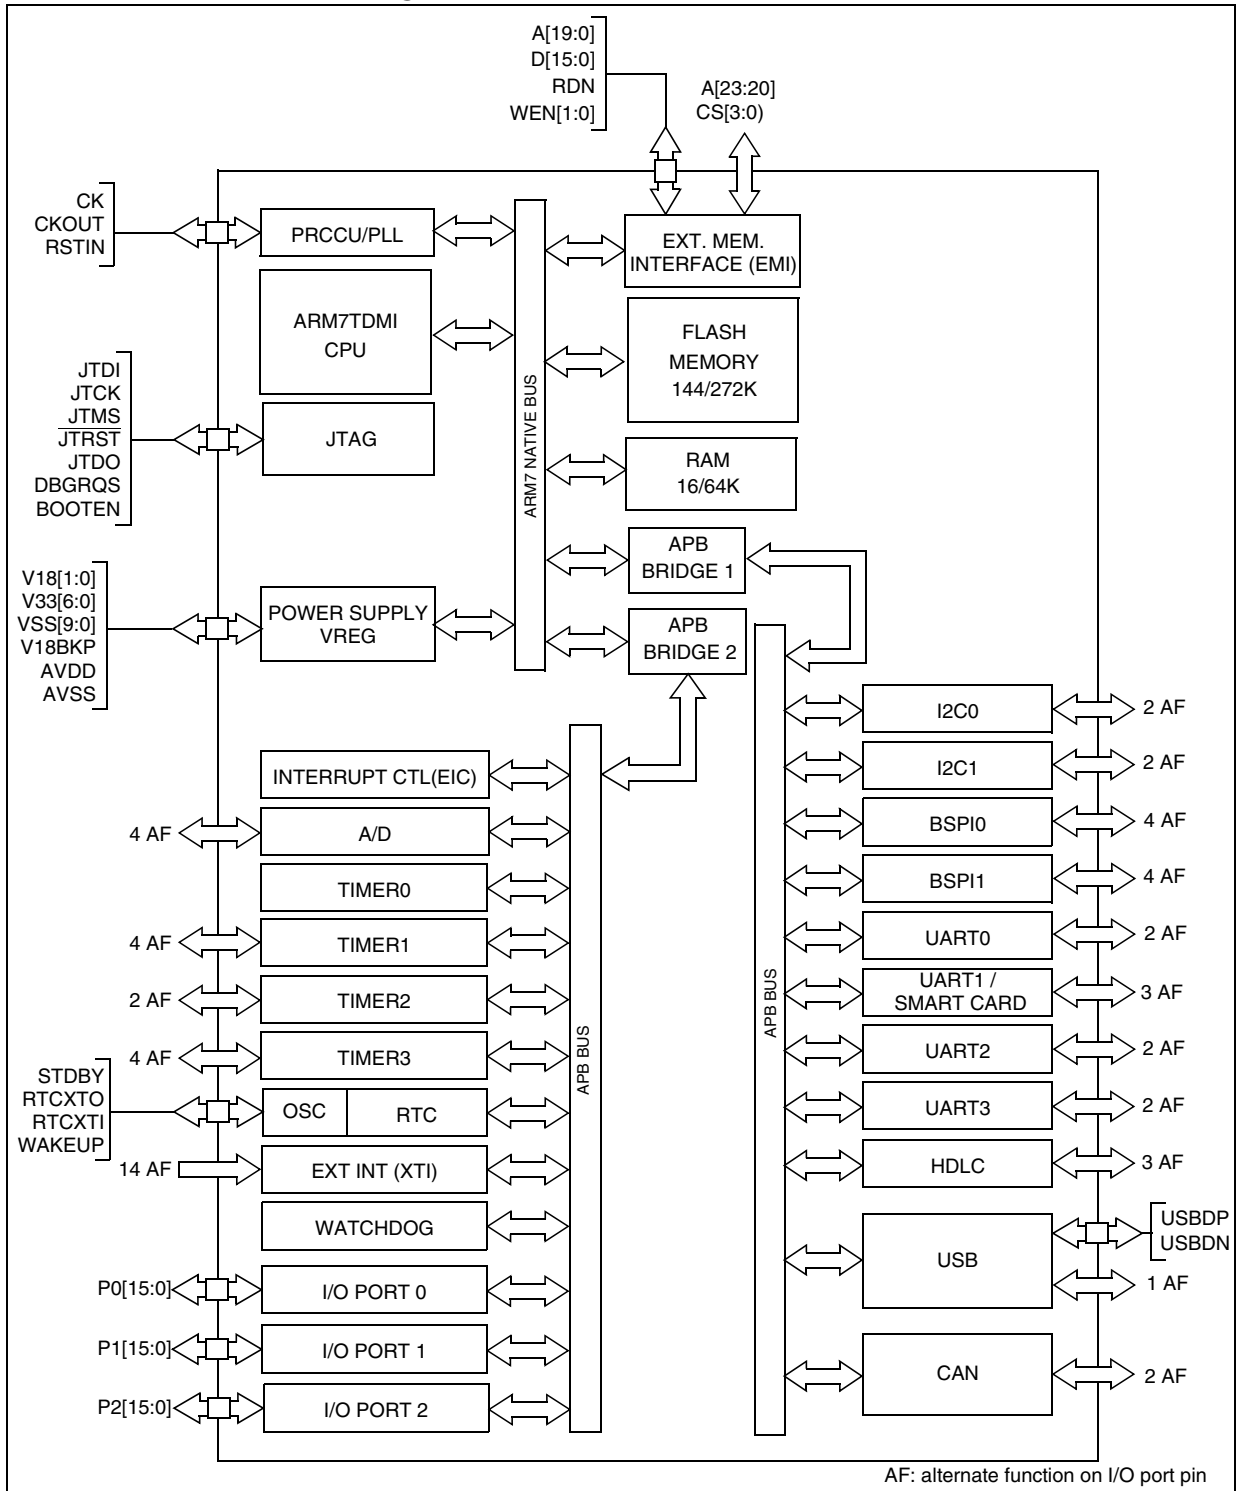 A[19:0]
D[15:0]
RDN
WEN[1:0]
A[23:20]
CS[3:0)
CK
CKOUT
RSTIN
PRCCU/PLL
EXT. MEM.
INTERFACE (EMI)
ARM7TDMI
CPU
FLASH
MEMORY
144/272K
JTDI
JTCK
JTMS
JTRST
JTDO
DBGRQS
BOOTEN
JTAG
ARM7 NATIVE BUS
RAM
16/64K
APB
BRIDGE 1
V18[1:0]
V33[6:0]
VSS[9:0]
V18BKP
AVDD
AVSS
POWER SUPPLY
VREG
APB
BRIDGE 2
I2C0
2 AF
INTERRUPT CTL(EIC)
I2C1
2 AF
4 AF
A/D
BSPI0
4 AF
TIMER0
BSPI1
4 AF
4 AF
TIMER1
UART0
2 AF
2 AF
TIMER2
UART1 /
SMART CARD
3 AF
4 AF
TIMER3
APB BUS
APB BUS
UART2
2 AF
STDBY
RTCXTO
RTCXTI
WAKEUP
OSC
RTC
UART3
2 AF
14 AF
EXT INT (XTI)
HDLC
3 AF
WATCHDOG
USB
USBDP
USBDN
1 AF
P0[15:0]
I/O PORT 0
P1[15:0]
I/O PORT 1
CAN
2 AF
P2[15:0]
I/O PORT 2
AF: alternate function on I/O port pin